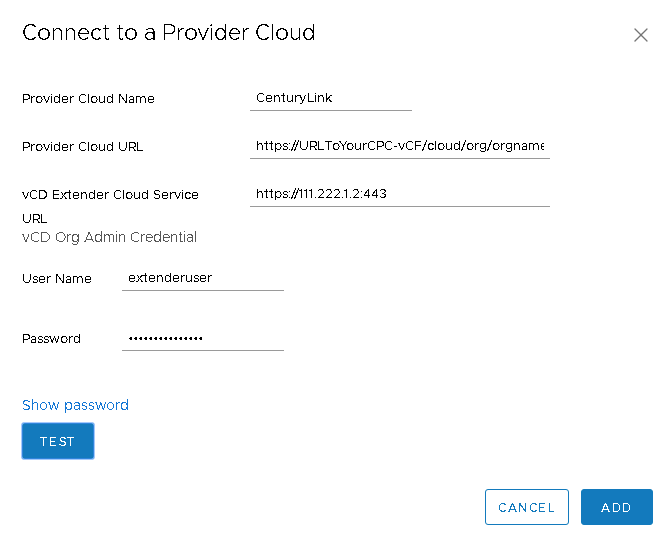 Connect to a Provider Cloud
Provider Cloud Name CenturyLink
Provider Cloud URL https://URLToYourCPC-vCF/cloud/org/orgname
vCD Extender Cloud Service https://111.222.1.2:443
URL
vCD Org Admin Credential
User Name extenderuser
Password •••••••••••••••
Show password
TEST
CANCEL ADD